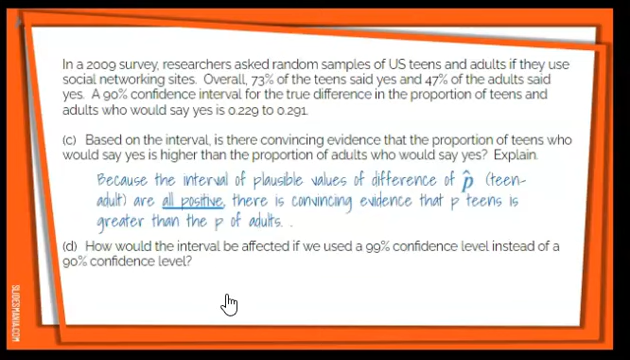 In a 2009 survey, researchers asked random samples of US teens and adults if they use
social networking sites. Overall, 73% of the teens said yes and 47% of the adults said
yes. A 90% confidence interval for the true difference in the proportion of teens and
adults who would say yes is 0.229 to 0.291.
(c) Based on the interval, is there convincing evidence that the proportion of teens who
would say yes is higher than the proportion of adults who would say yes? Explain.
Because the interval of plausible values of difference of p̂ (teen-
adult) are all positive, there is convincing evidence that p teens is
greater than the p of adults. .
(d) How would the interval be affected if we used a 99% confidence level instead of a
90% confidence level?
SLIDESMANIA.COM